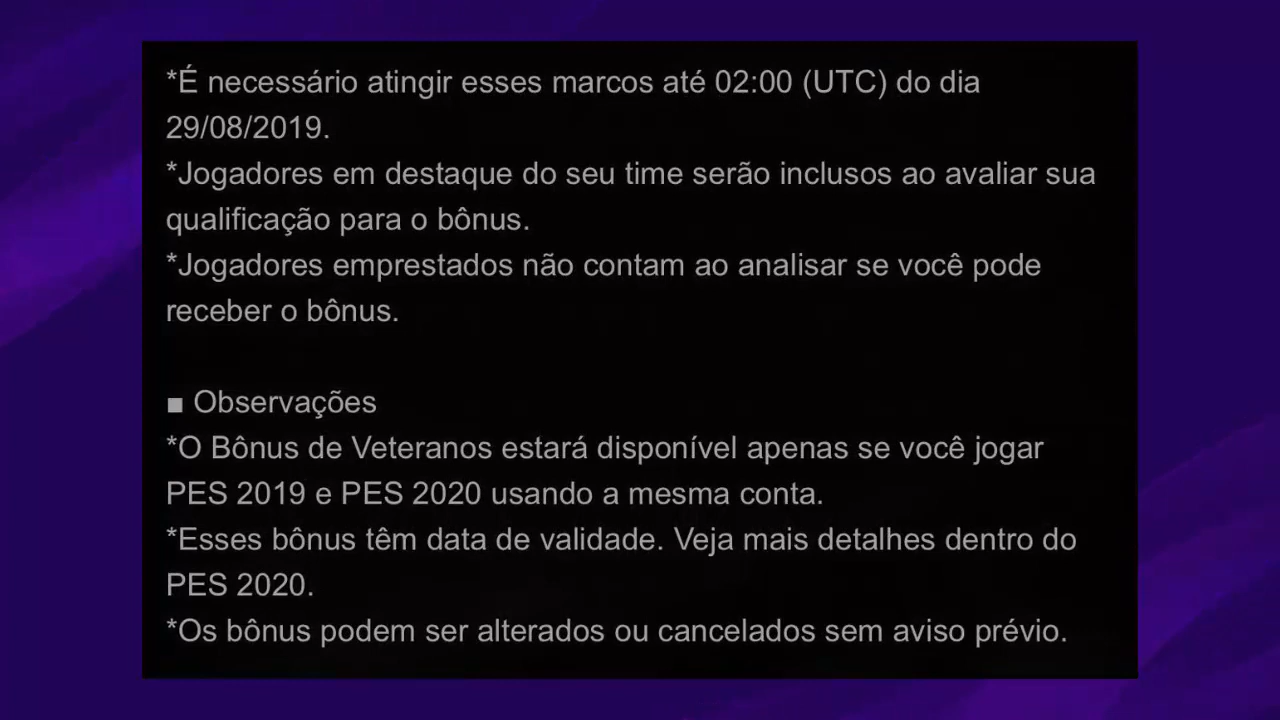 *É necessário atingir esses marcos até 02:00 (UTC) do dia
29/08/2019.
*Jogadores em destaque do seu time serão inclusos ao avaliar sua
qualificação para o bônus.
*Jogadores emprestados não contam ao analisar se você pode
receber o bônus.
■ Observações
*O Bônus de Veteranos estará disponível apenas se você jogar
PES 2019 e PES 2020 usando a mesma conta.
*Esses bônus têm data de validade. Veja mais detalhes dentro do
PES 2020.
*Os bônus podem ser alterados ou cancelados sem aviso prévio.